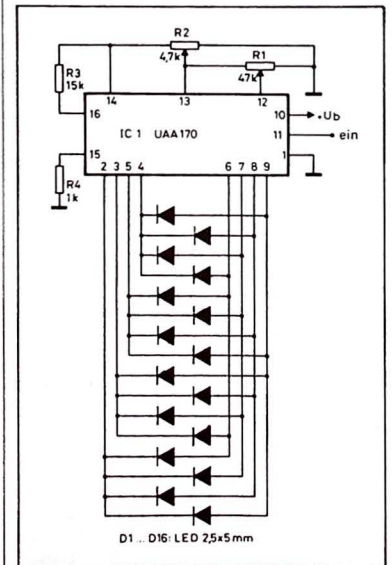 R2
4,7k
R1
47k
R3
15k
14
13
12
16
10
+Ub
IC 1 UAA170
11
ein
15
1
R4
1k
2 3 5 4
6 7 8 9
D1 ... D16: LED 2,5x5mm